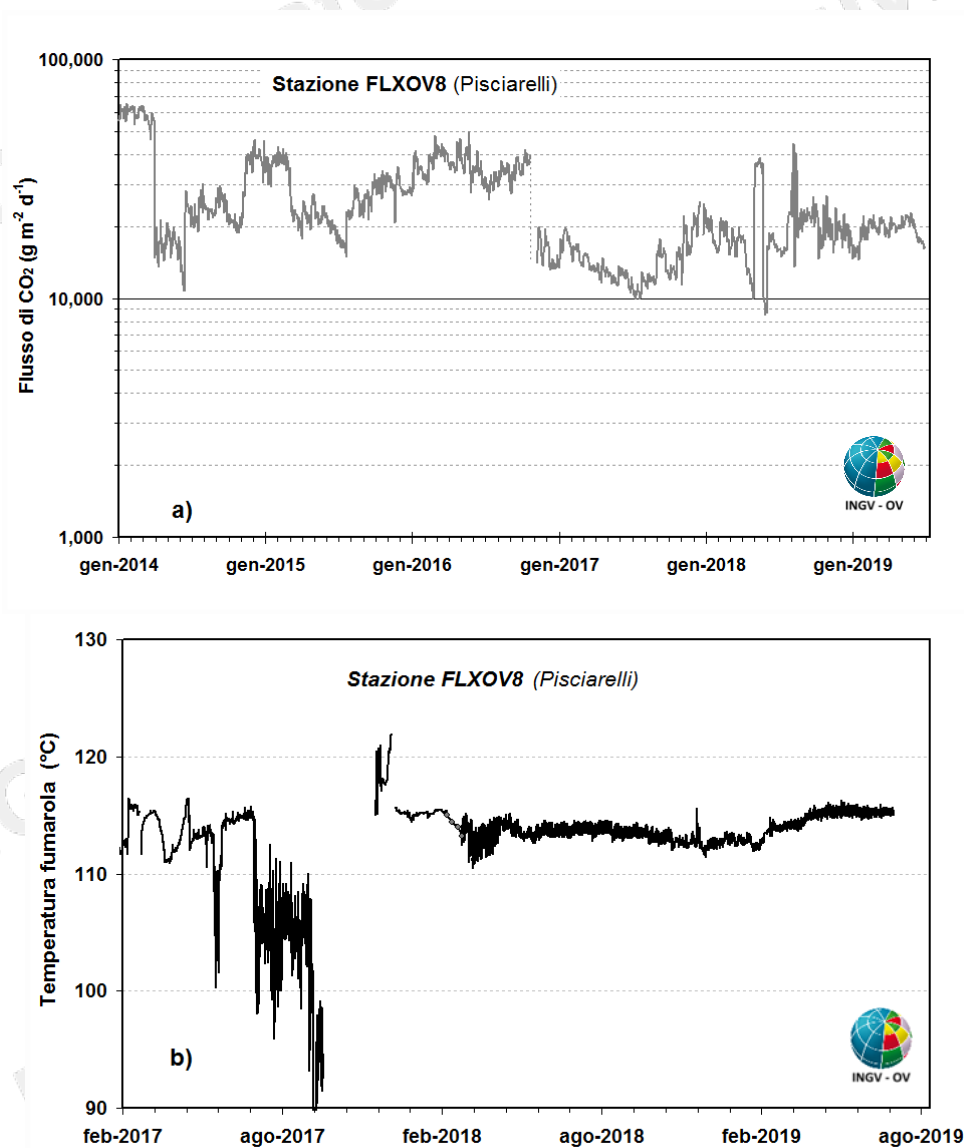 100,000
Stazione FLXOV8 (Pisciarelli)
Flusso di CO₂ (g m⁻² d⁻¹)
10,000
INGV - OV
a)
1,000
gen-2014 gen-2015 gen-2016 gen-2017 gen-2018 gen-2019
130
Stazione FLXOV8 (Pisciarelli)
120
Temperatura fumarola (°C)
110
100
INGV - OV
b)
90
feb-2017 ago-2017 feb-2018 ago-2018 feb-2019 ago-2019